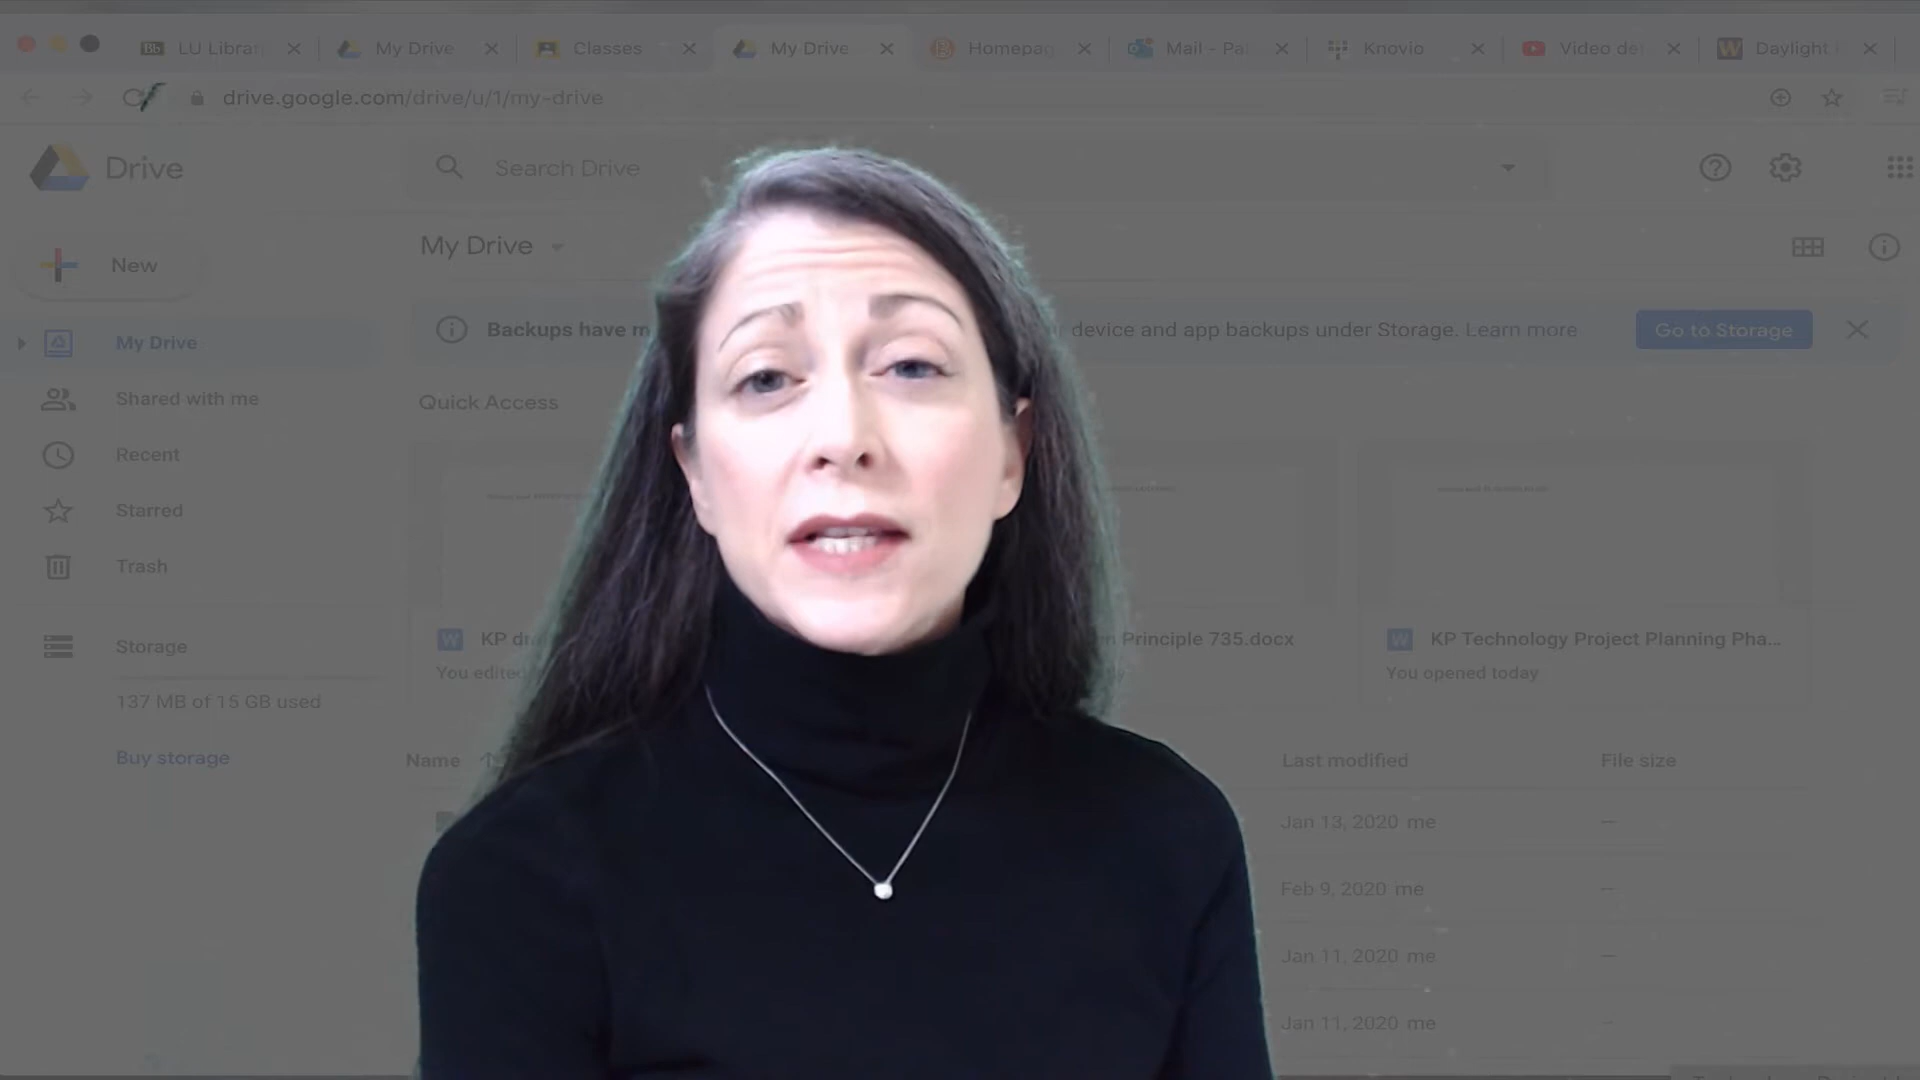 LU Librar
My Drive
Classes
My Drive
Homepag
Mail - Pal
Knovio
Video de
Daylight
drive.google.com/drive/u/1/my-drive
Drive
Search Drive
New
My Drive
Backups have m
device and app backups under Storage. Learn more
Go to Storage
My Drive
Shared with me
Recent
Starred
Trash
Storage
137 MB of 15 GB used
Buy storage
Quick Access
KP dr
You edited
Principle 735.docx
KP Technology Project Planning Pha...
You opened today
Name
Last modified
File size
Jan 13, 2020 me
—
Feb 9, 2020 me
—
Jan 11, 2020 me
—
Jan 11, 2020 me
—